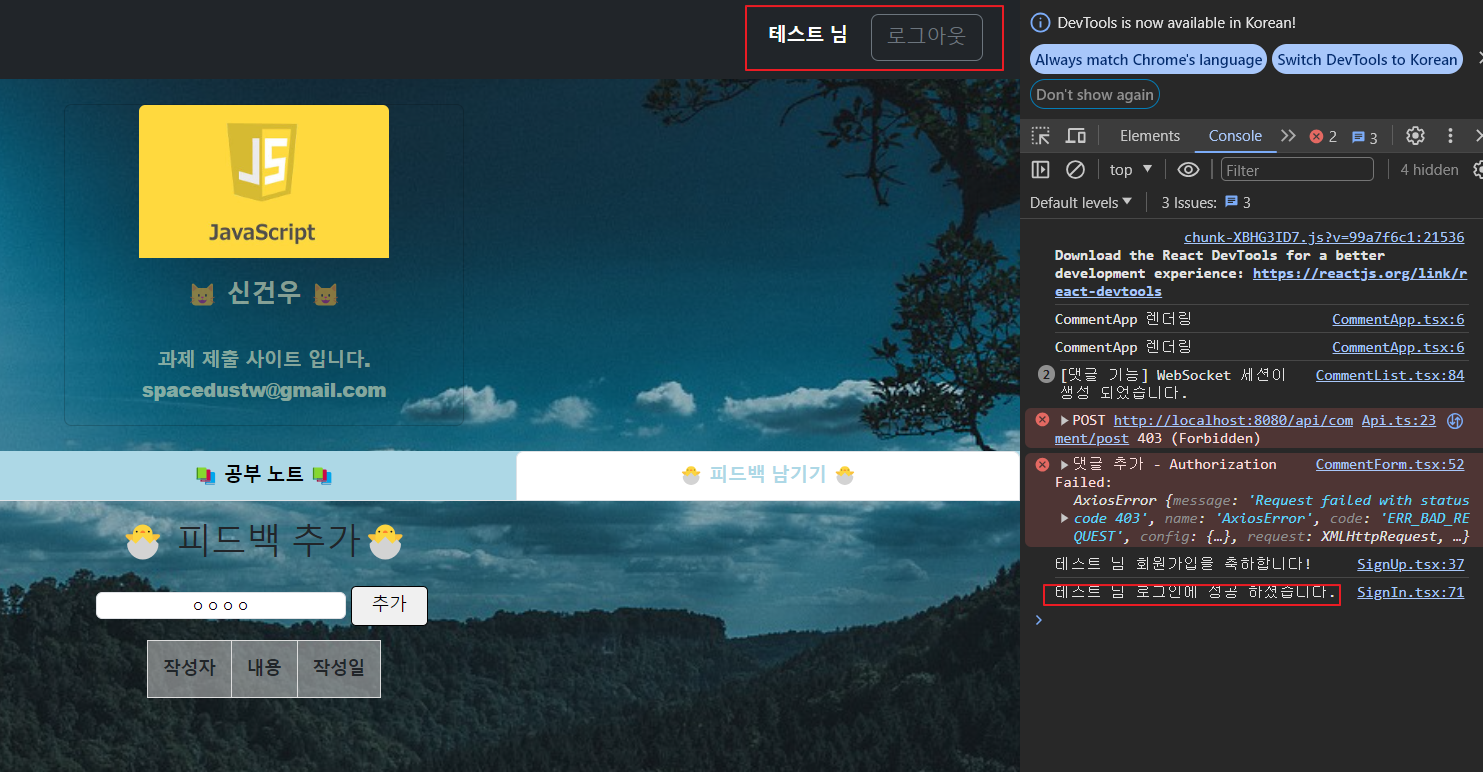 테스트 님
로그아웃
JS
JavaScript
😺 신건우 😺
과제 제출 사이트 입니다.
spacedustw@gmail.com
📚 공부 노트 📚
🐣 피드백 남기기 🐣
🐣 피드백 추가🐣
ㅇㅇㅇㅇ
추가
작성자 내용 작성일
DevTools is now available in Korean!
Always match Chrome's language
Switch DevTools to Korean
Don't show again
Elements Console 2 3
top Filter 4 hidden
Default levels 3 Issues: 3
chunk-XBHG3ID7.js?v=99a7f6c1:21536
Download the React DevTools for a better
development experience: https://reactjs.org/link/r
eact-devtools
CommentApp 렌더링 CommentApp.tsx:6
CommentApp 렌더링 CommentApp.tsx:6
2 [댓글 기능] WebSocket 세션이 CommentList.tsx:84
생성 되었습니다.
POST http://localhost:8080/api/com Api.ts:23
ment/post 403 (Forbidden)
댓글 추가 - Authorization CommentForm.tsx:52
Failed:
AxiosError {message: 'Request failed with status
code 403', name: 'AxiosError', code: 'ERR_BAD_RE
QUEST', config: {…}, request: XMLHttpRequest, …}
테스트 님 회원가입을 축하합니다! SignUp.tsx:37
테스트 님 로그인에 성공 하셨습니다. SignIn.tsx:71